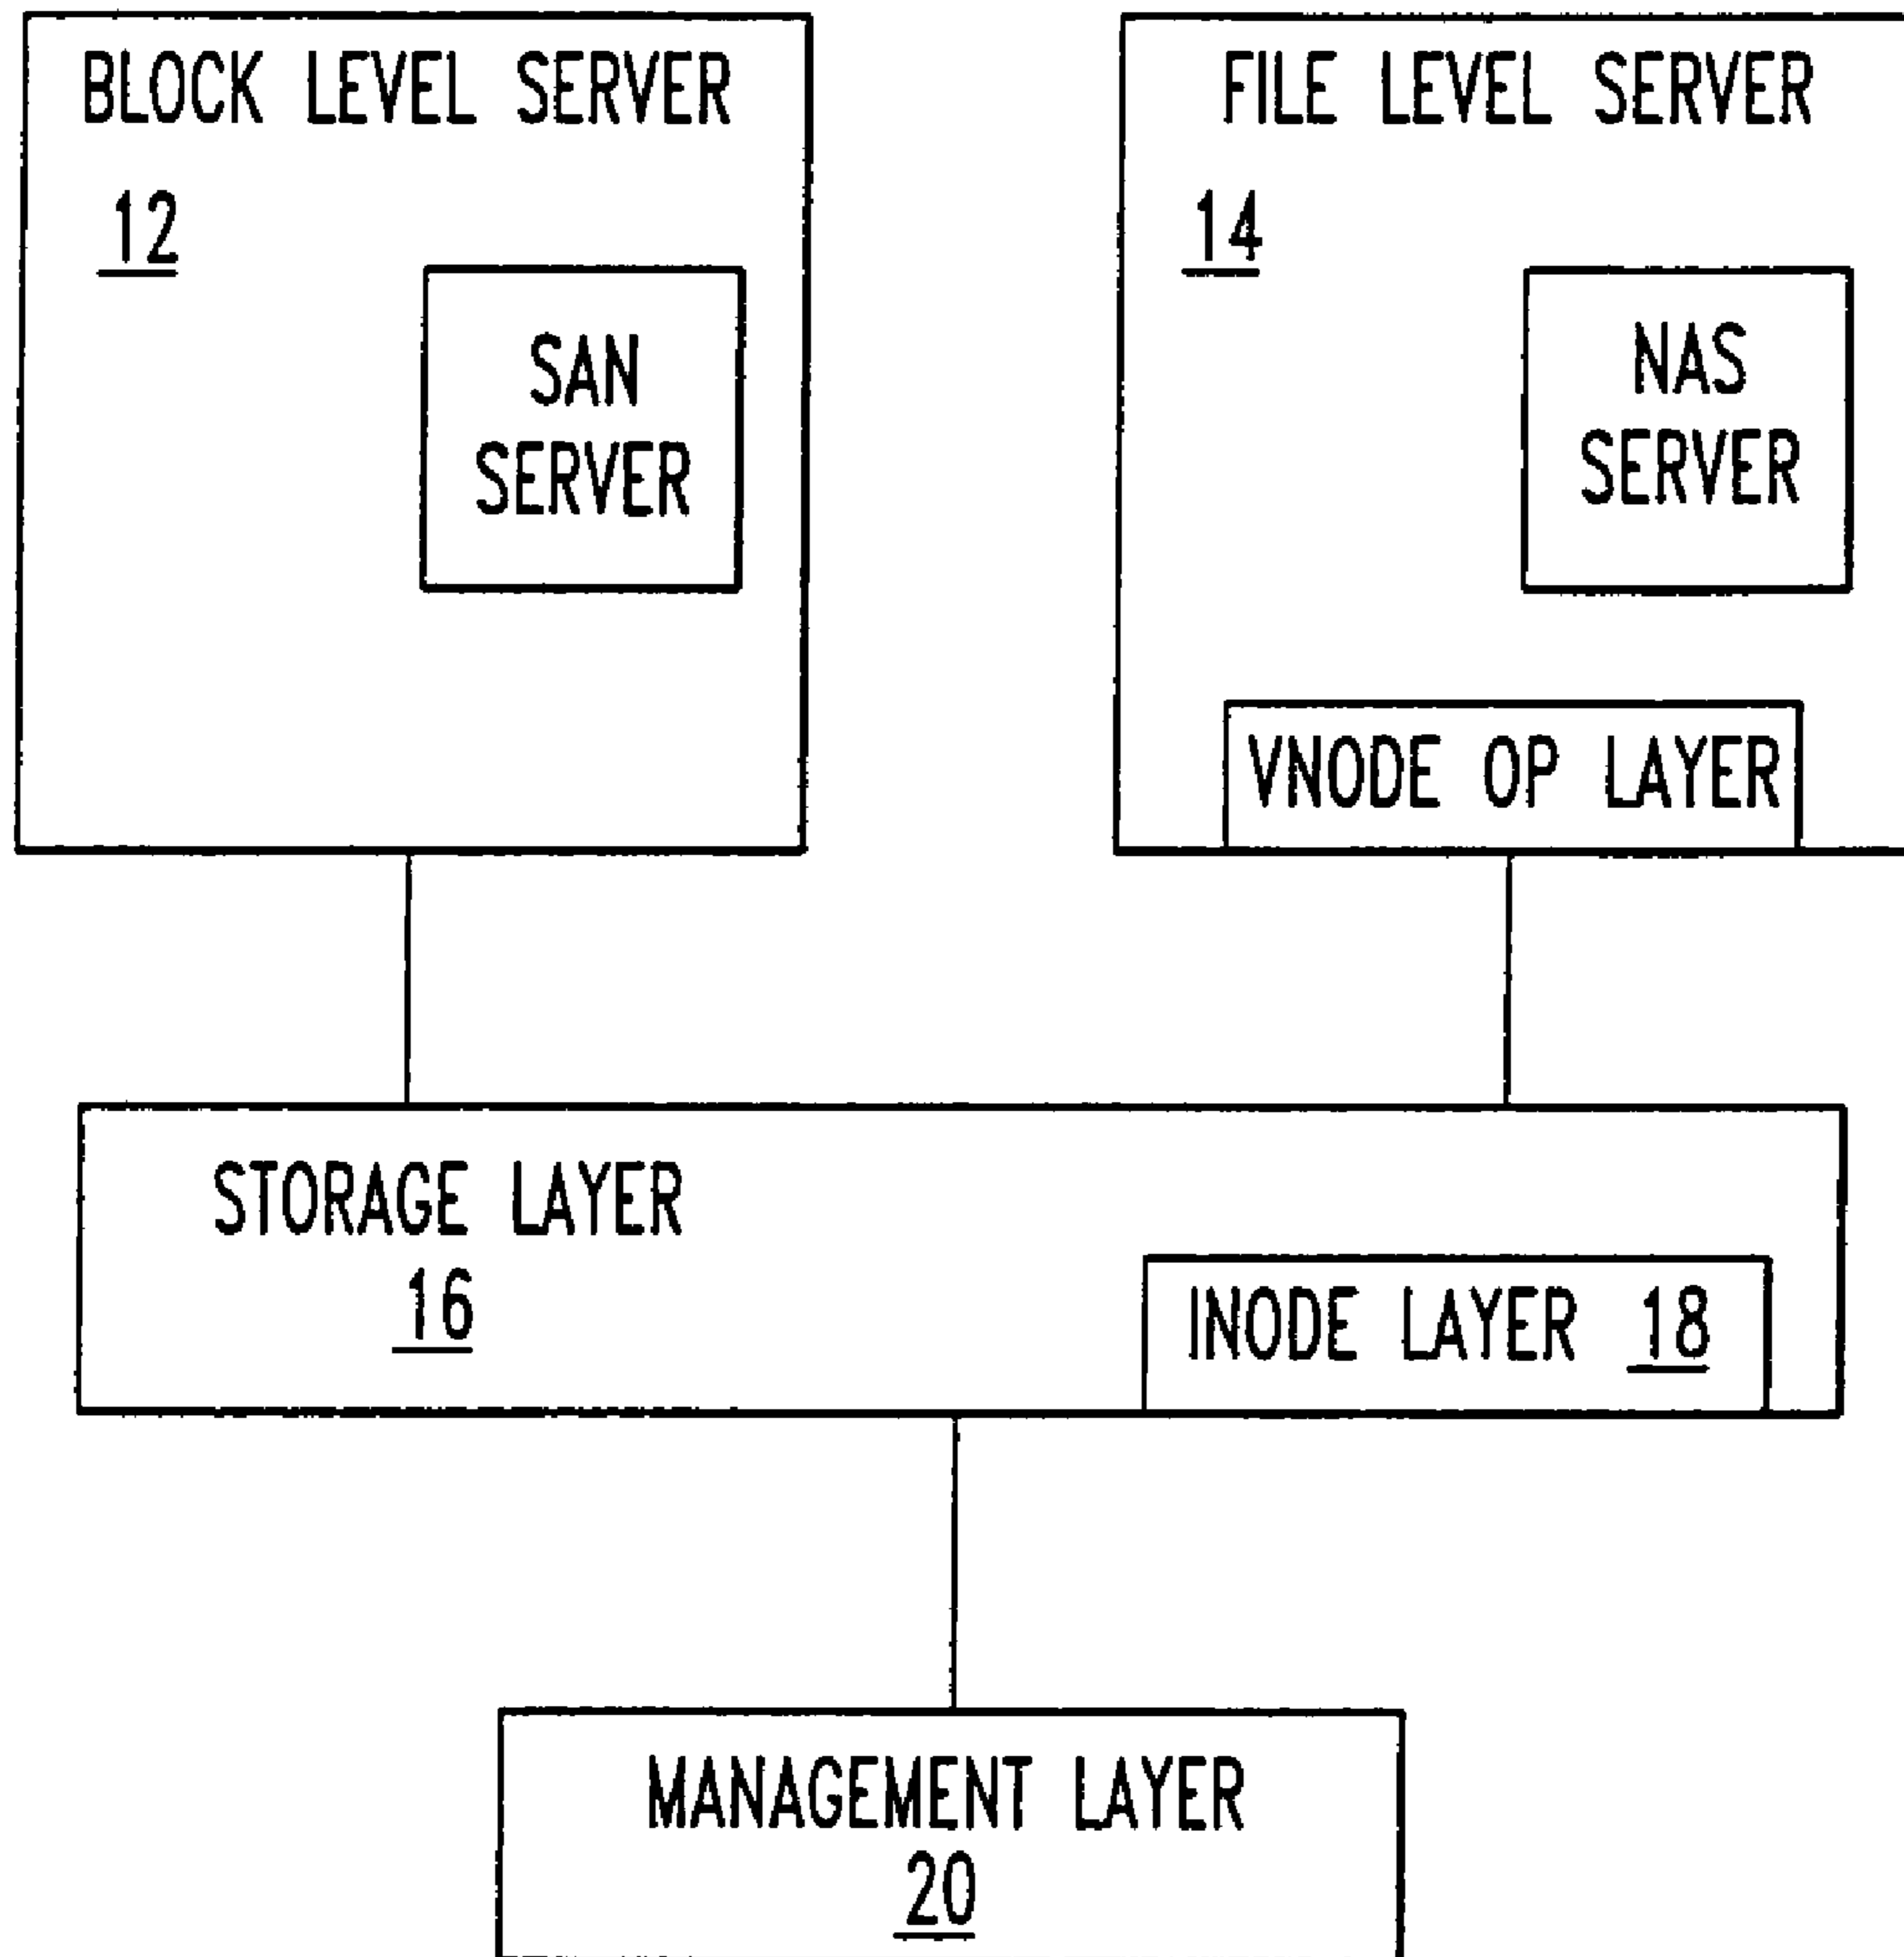 BLOCK LEVEL SERVER
12
SAN
SERVER
FILE LEVEL SERVER
14
NAS
SERVER
VNODE OP LAYER
STORAGE LAYER
16
INODE LAYER 18
MANAGEMENT LAYER
20